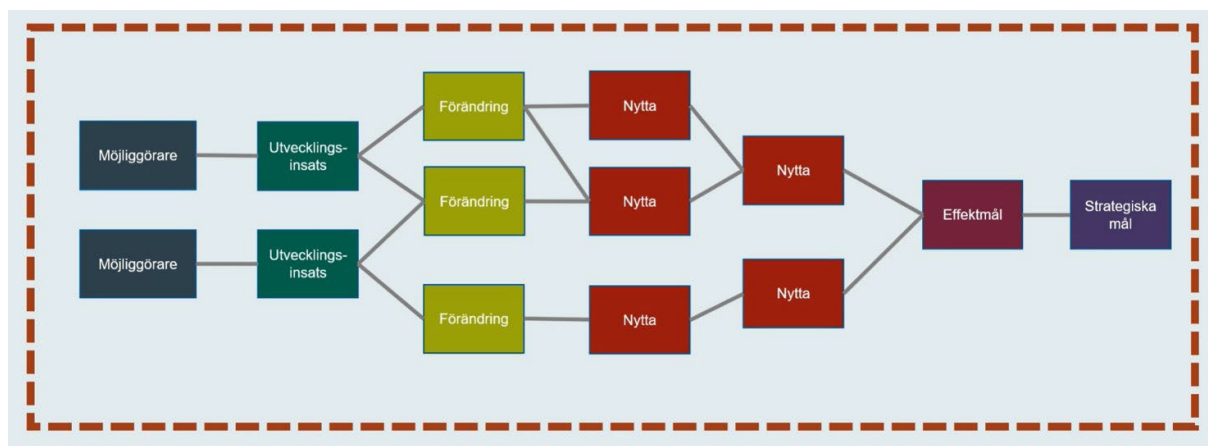 Möjliggörare
Utvecklings-
insats
Förändring
Nytta
Förändring
Nytta
Nytta
Möjliggörare
Utvecklings-
insats
Förändring
Nytta
Nytta
Effektmål
Strategiska
mål